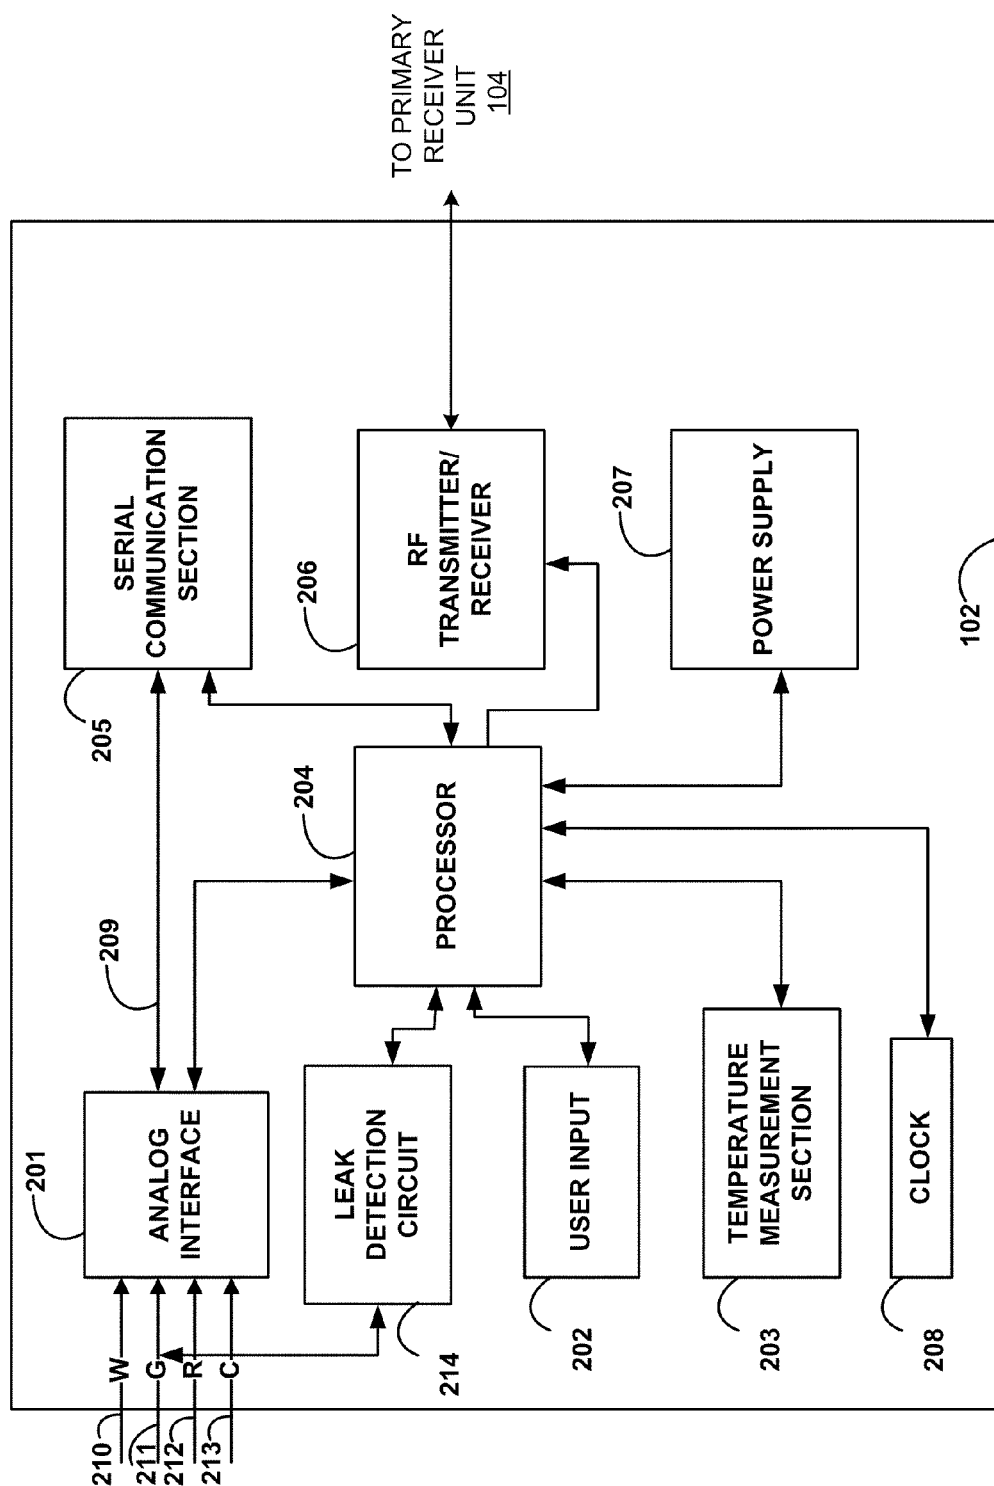 TO PRIMARY
RECEIVER
UNIT
104
201
ANALOG
INTERFACE
209
205
SERIAL
COMMUNICATION
SECTION
210
W
211
G
212
R
213
C
214
LEAK
DETECTION
CIRCUIT
204
PROCESSOR
206
RF
TRANSMITTER/
RECEIVER
202
USER INPUT
207
POWER SUPPLY
203
TEMPERATURE
MEASUREMENT
SECTION
208
CLOCK
102